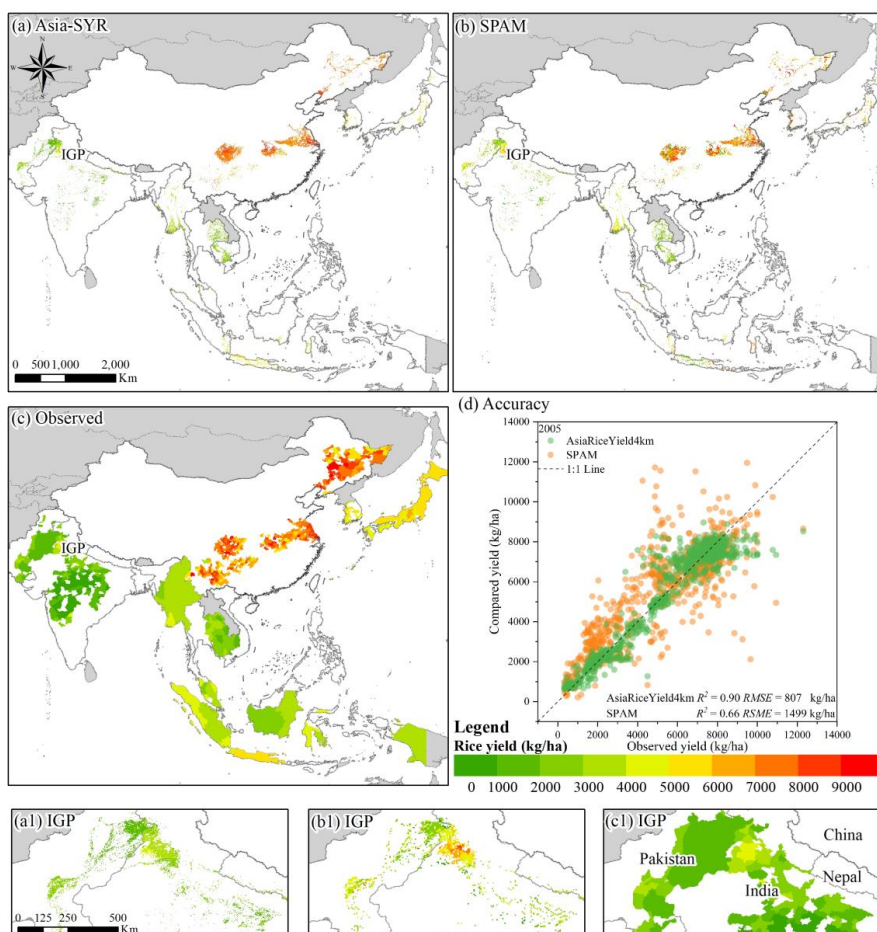 (a) Asia-SYR
(b) SPAM
N
W
E
S
IGP
IGP
0 500 1,000 2,000
Km
(c) Observed
IGP
(d) Accuracy
14000
12000
10000
8000
6000
4000
2000
0
Compared yield (kg/ha)
2005
AsiaRiceYield4km
SPAM
1:1 Line
AsiaRiceYield4km R² = 0.90 RMSE = 807 kg/ha
SPAM R² = 0.66 RSME = 1499 kg/ha
0 2000 4000 6000 8000 10000 12000 14000
Observed yield (kg/ha)
Legend
Rice yield (kg/ha)
0 1000 2000 3000 4000 5000 6000 7000 8000 9000
(a1) IGP
0 125 250 500
Km
(b1) IGP
(c1) IGP
China
Pakistan
Nepal
India